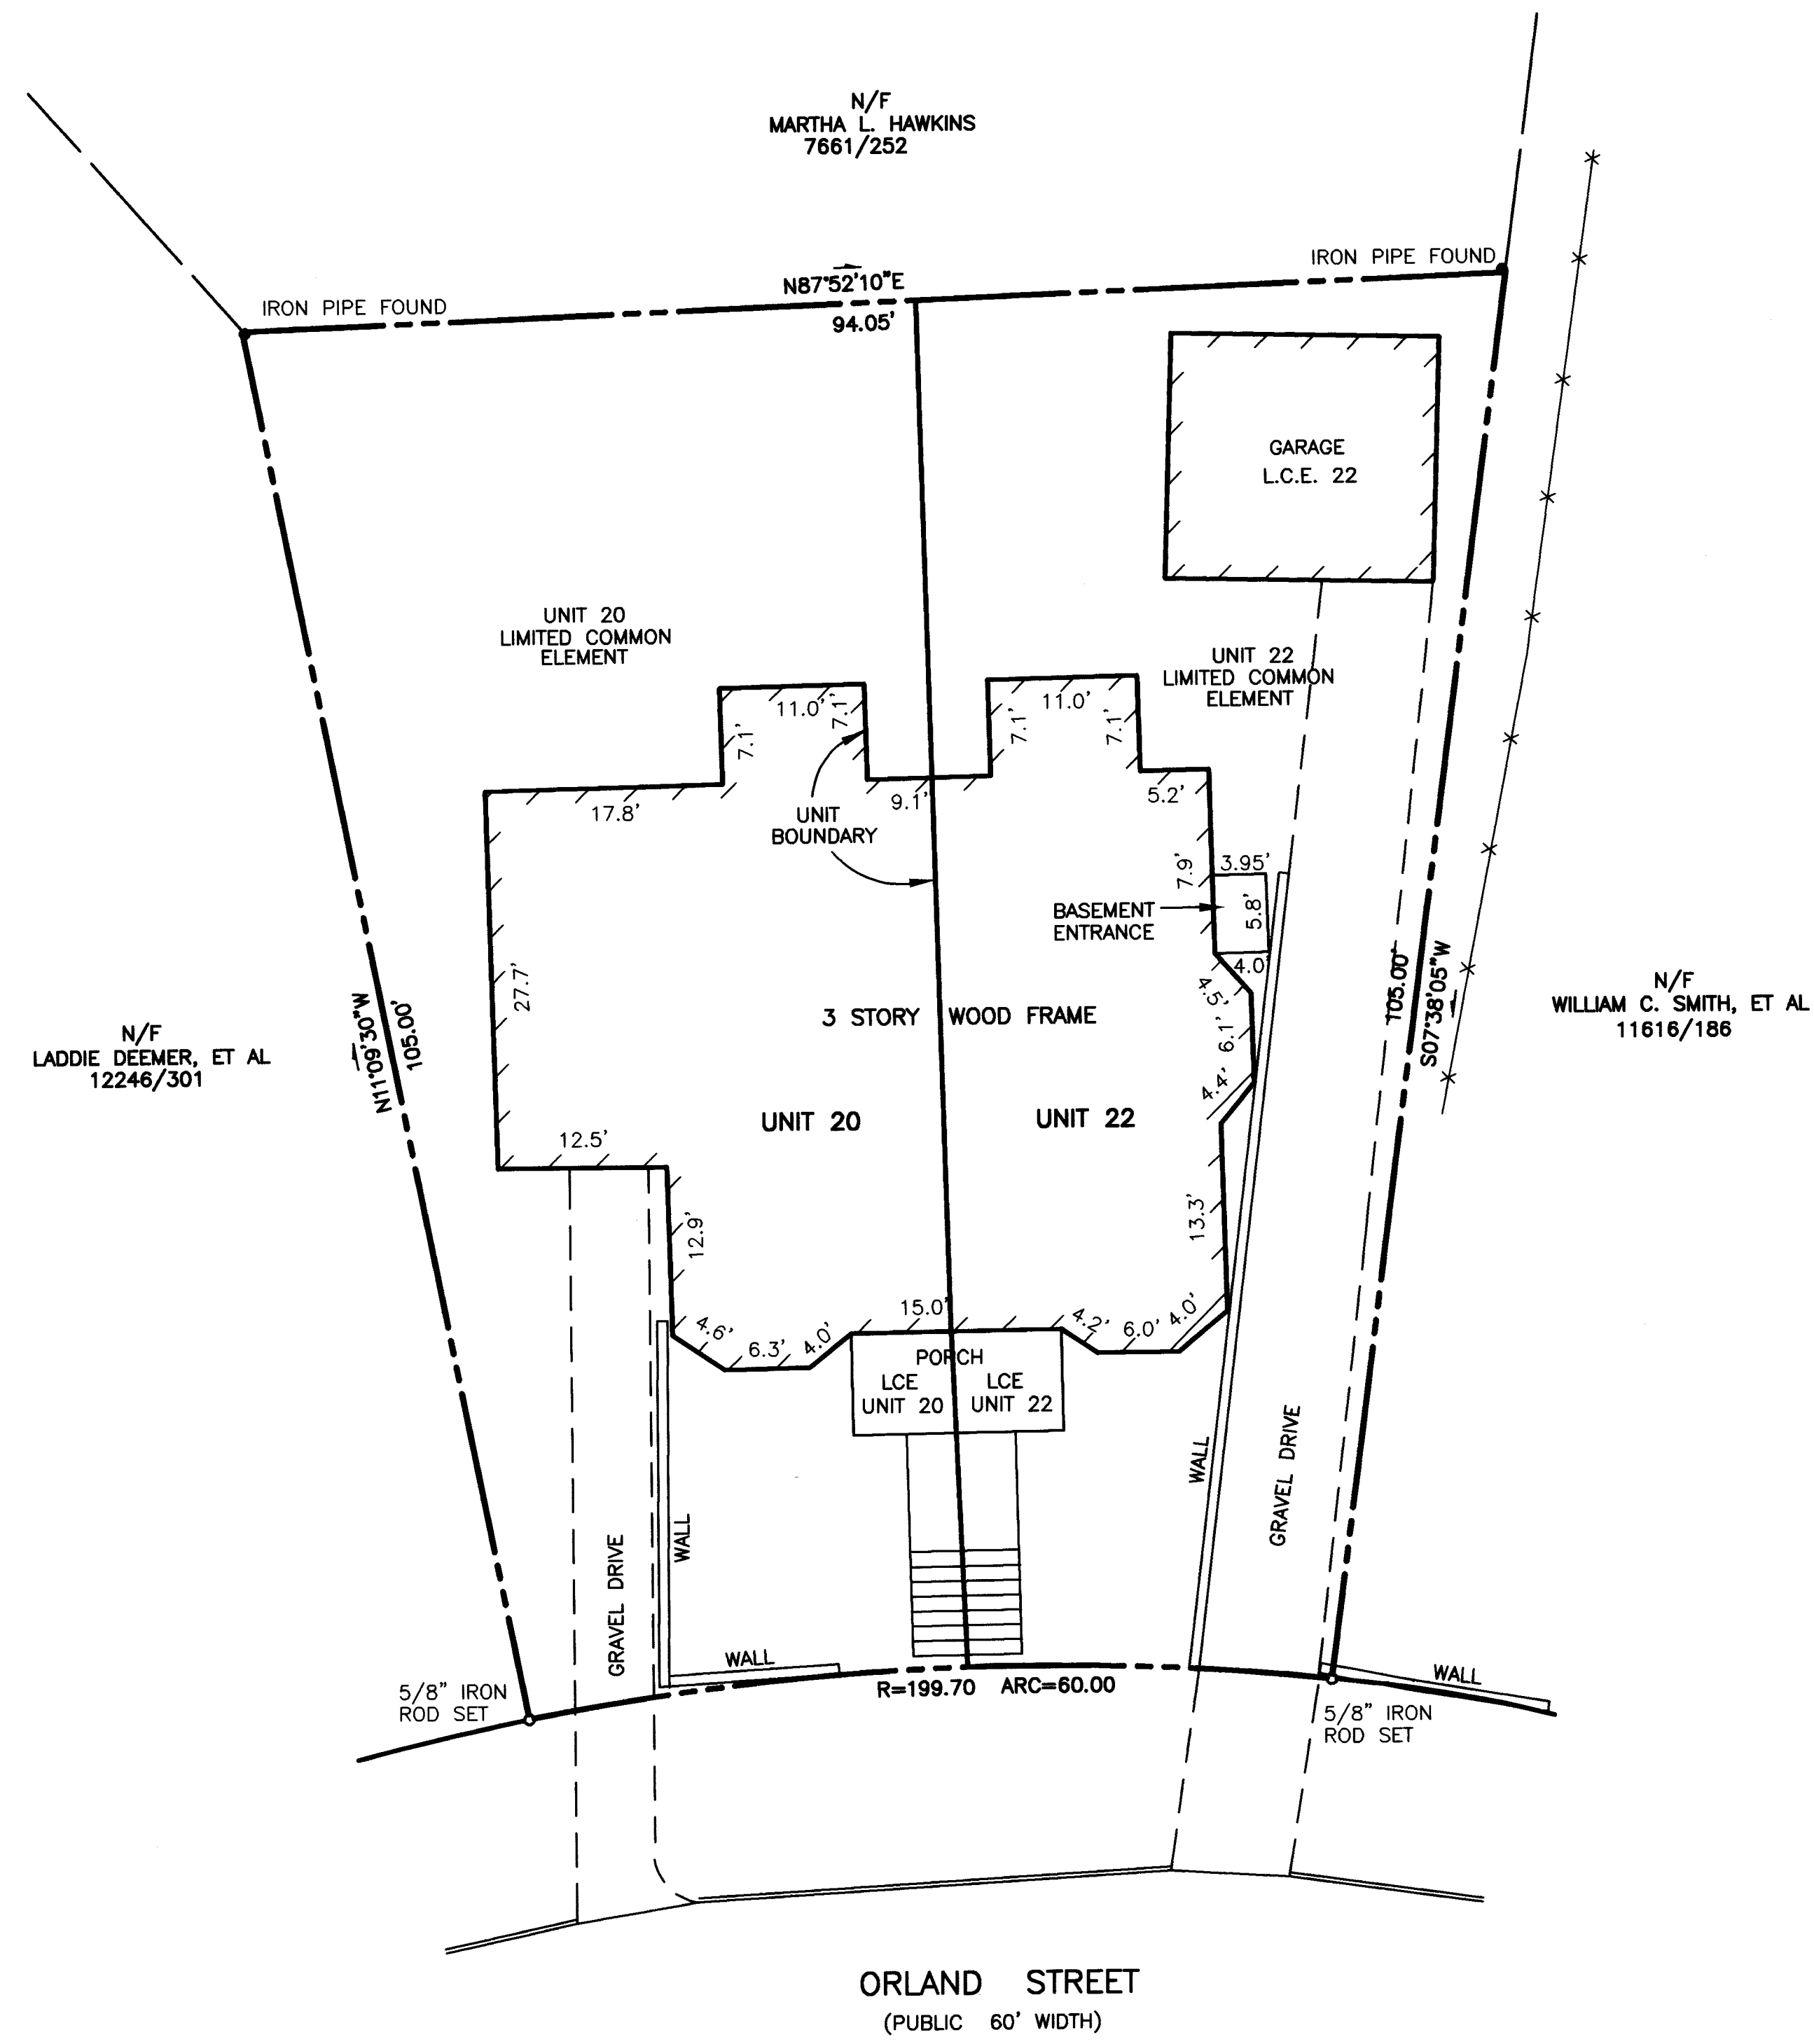 N/F
MARTHA L. HAWKINS
7661/252
IRON PIPE FOUND
N87°52'10"E
94.05'
IRON PIPE FOUND
GARAGE
L.C.E. 22
UNIT 20
LIMITED COMMON
ELEMENT
UNIT 22
LIMITED COMMON
ELEMENT
11.0'
7.1'
7.1'
11.0'
7.1'
7.1'
17.8'
9.1'
5.2'
UNIT
BOUNDARY
7.9'
3.95'
5.8'
BASEMENT
ENTRANCE
4.0'
4.5'
6.1'
4.4'
27.7'
3 STORY WOOD FRAME
N11°09'30"W
105.00'
105.00'
S07°38'05"W
N/F
LADDIE DEEMER, ET AL
12246/301
N/F
WILLIAM C. SMITH, ET AL
11616/186
UNIT 20
UNIT 22
12.5'
12.9'
13.3'
4.6'
6.3'
4.0'
15.0'
4.2'
6.0'
4.0'
PORCH
LCE
UNIT 20
LCE
UNIT 22
GRAVEL DRIVE
WALL
WALL
GRAVEL DRIVE
WALL
WALL
R=199.70 ARC=60.00
5/8" IRON
ROD SET
5/8" IRON
ROD SET
ORLAND STREET
(PUBLIC 60' WIDTH)